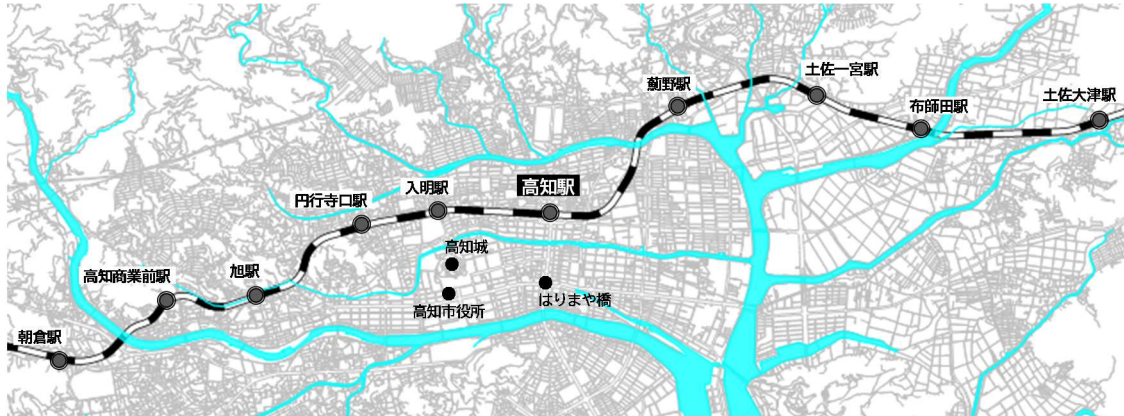 薊野駅
土佐一宮駅
布師田駅
土佐大津駅
高知駅
入明駅
円行寺口駅
高知城
高知商業前駅
旭駅
高知市役所
はりまや橋
朝倉駅